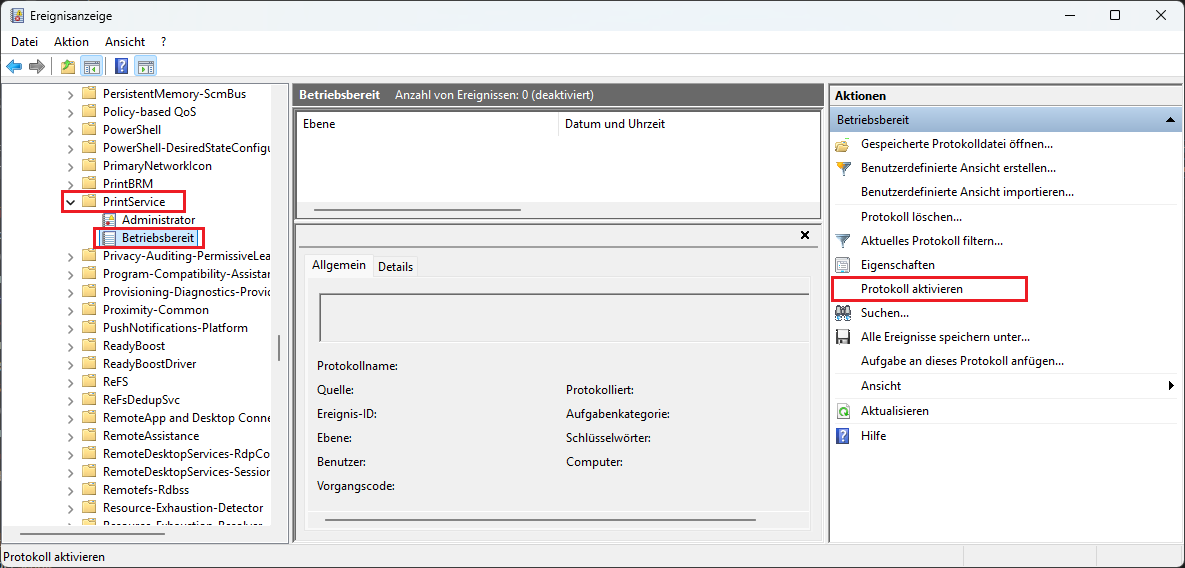 Ereignisanzeige
Datei Aktion Ansicht ?
PersistentMemory-ScmBus
Policy-based QoS
PowerShell
PowerShell-DesiredStateConfigu
PrimaryNetworkIcon
PrintBRM
PrintService
Administrator
Betriebsbereit
Privacy-Auditing-PermissiveLea
Program-Compatibility-Assistan
Provisioning-Diagnostics-Provid
Proximity-Common
PushNotifications-Platform
ReadyBoost
ReadyBoostDriver
ReFS
ReFsDedupSvc
RemoteApp and Desktop Conne
RemoteAssistance
RemoteDesktopServices-RdpCo
RemoteDesktopServices-Session
Remotefs-Rdbss
Resource-Exhaustion-Detector
Resource-Exhaustion-Resolver
Betriebsbereit Anzahl von Ereignissen: 0 (deaktiviert)
Ebene Datum und Uhrzeit
Allgemein Details
Protokollname:
Quelle: Protokolliert:
Ereignis-ID: Aufgabenkategorie:
Ebene: Schlüsselwörter:
Benutzer: Computer:
Vorgangscode:
Aktionen
Betriebsbereit
Gespeicherte Protokolldatei öffnen...
Benutzerdefinierte Ansicht erstellen...
Benutzerdefinierte Ansicht importieren...
Protokoll löschen...
Aktuelles Protokoll filtern...
Eigenschaften
Protokoll aktivieren
Suchen...
Alle Ereignisse speichern unter...
Aufgabe an dieses Protokoll anfügen...
Ansicht
Aktualisieren
Hilfe
Protokoll aktivieren